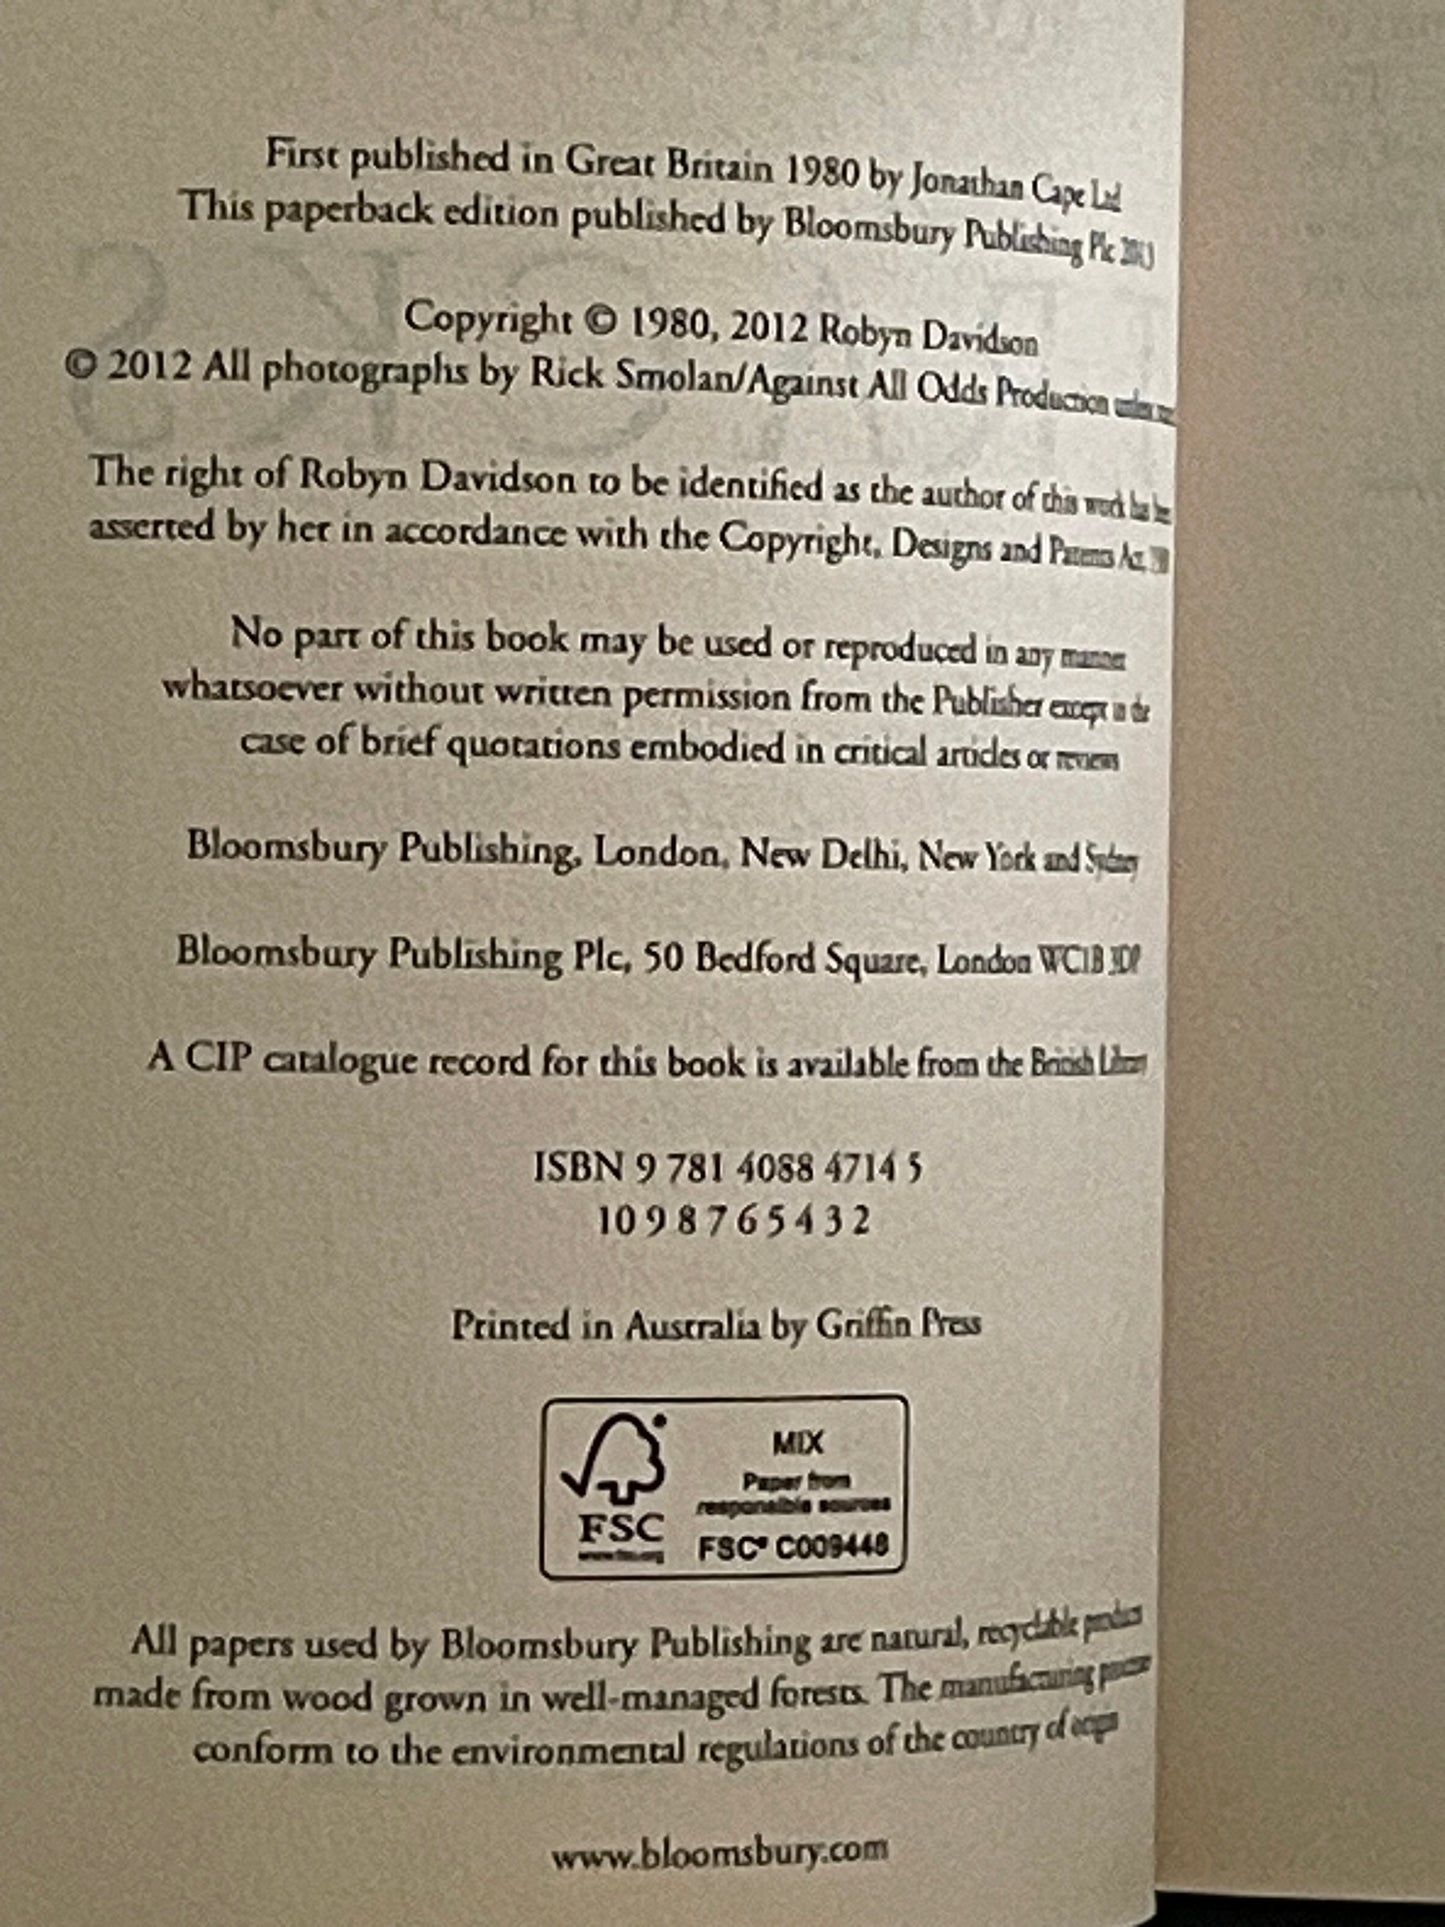 First published in Great Britain 1980 by Jonathan Cape Ltd
This paperback edition published by Bloomsbury Publishing Plc
Copyright © 1980, 2012 Robyn Davidson
© 2012 All photographs by Rick Smolan/Against All Odds Production
The right of Robyn Davidson to be identified as the author of this work has been
asserted by her in accordance with the Copyright, Designs and Patents Act,
No part of this book may be used or reproduced in any manner
whatsoever without written permission from the Publisher except in the
case of brief quotations embodied in critical articles or reviews
Bloomsbury Publishing, London, New Delhi, New York and Sydney
Bloomsbury Publishing Plc, 50 Bedford Square, London WC1B 3DP
A CIP catalogue record for this book is available from the British Library
ISBN 9 781 4088 4714 5
10 9 8 7 6 5 4 3 2
Printed in Australia by Griffin Press
MIX
Paper from
responsible sources
FSC® C009448
FSC
www.fsc.org
All papers used by Bloomsbury Publishing are natural, recyclable products
made from wood grown in well-managed forests. The manufacturing processes
conform to the environmental regulations of the country of origin
www.bloomsbury.com